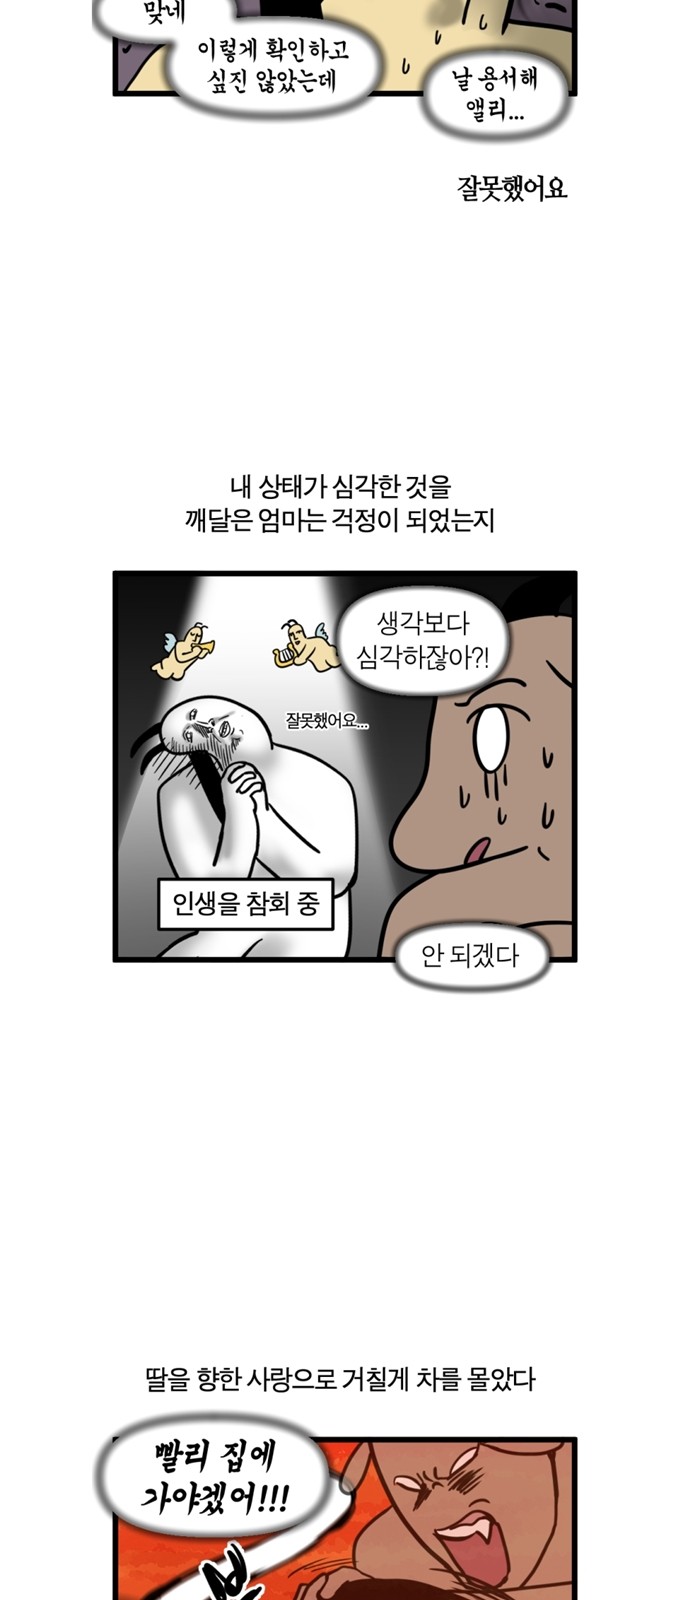 맞네
이렇게 확인하고
싶진 않았는데
날 용서해
앨리...
잘못했어요
내 상태가 심각한 것을
깨달은 엄마는 걱정이 되었는지
생각보다
심각하잖아?!
잘못했어요...
인생을 참회 중
안 되겠다
딸을 향한 사랑으로 거칠게 차를 몰았다
빨리 집에
가야겠어!!!